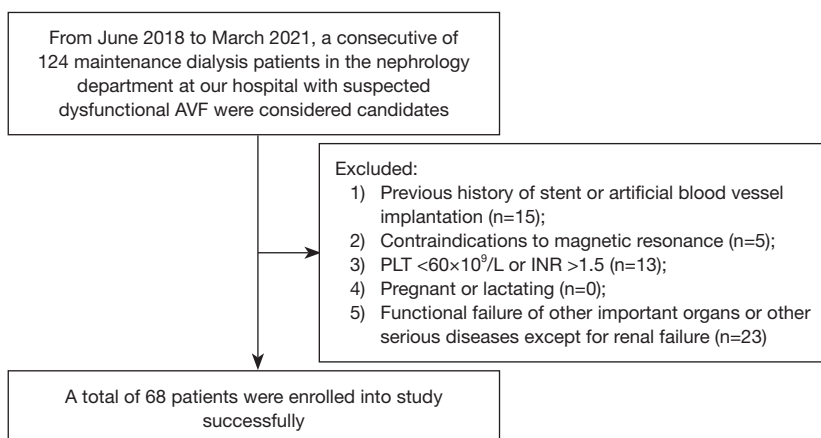 From June 2018 to March 2021, a consecutive of
124 maintenance dialysis patients in the nephrology
department at our hospital with suspected
dysfunctional AVF were considered candidates
Excluded:
1) Previous history of stent or artificial blood vessel
implantation (n=15);
2) Contraindications to magnetic resonance (n=5);
3) PLT <60×10⁹/L or INR >1.5 (n=13);
4) Pregnant or lactating (n=0);
5) Functional failure of other important organs or other
serious diseases except for renal failure (n=23)
A total of 68 patients were enrolled into study
successfully